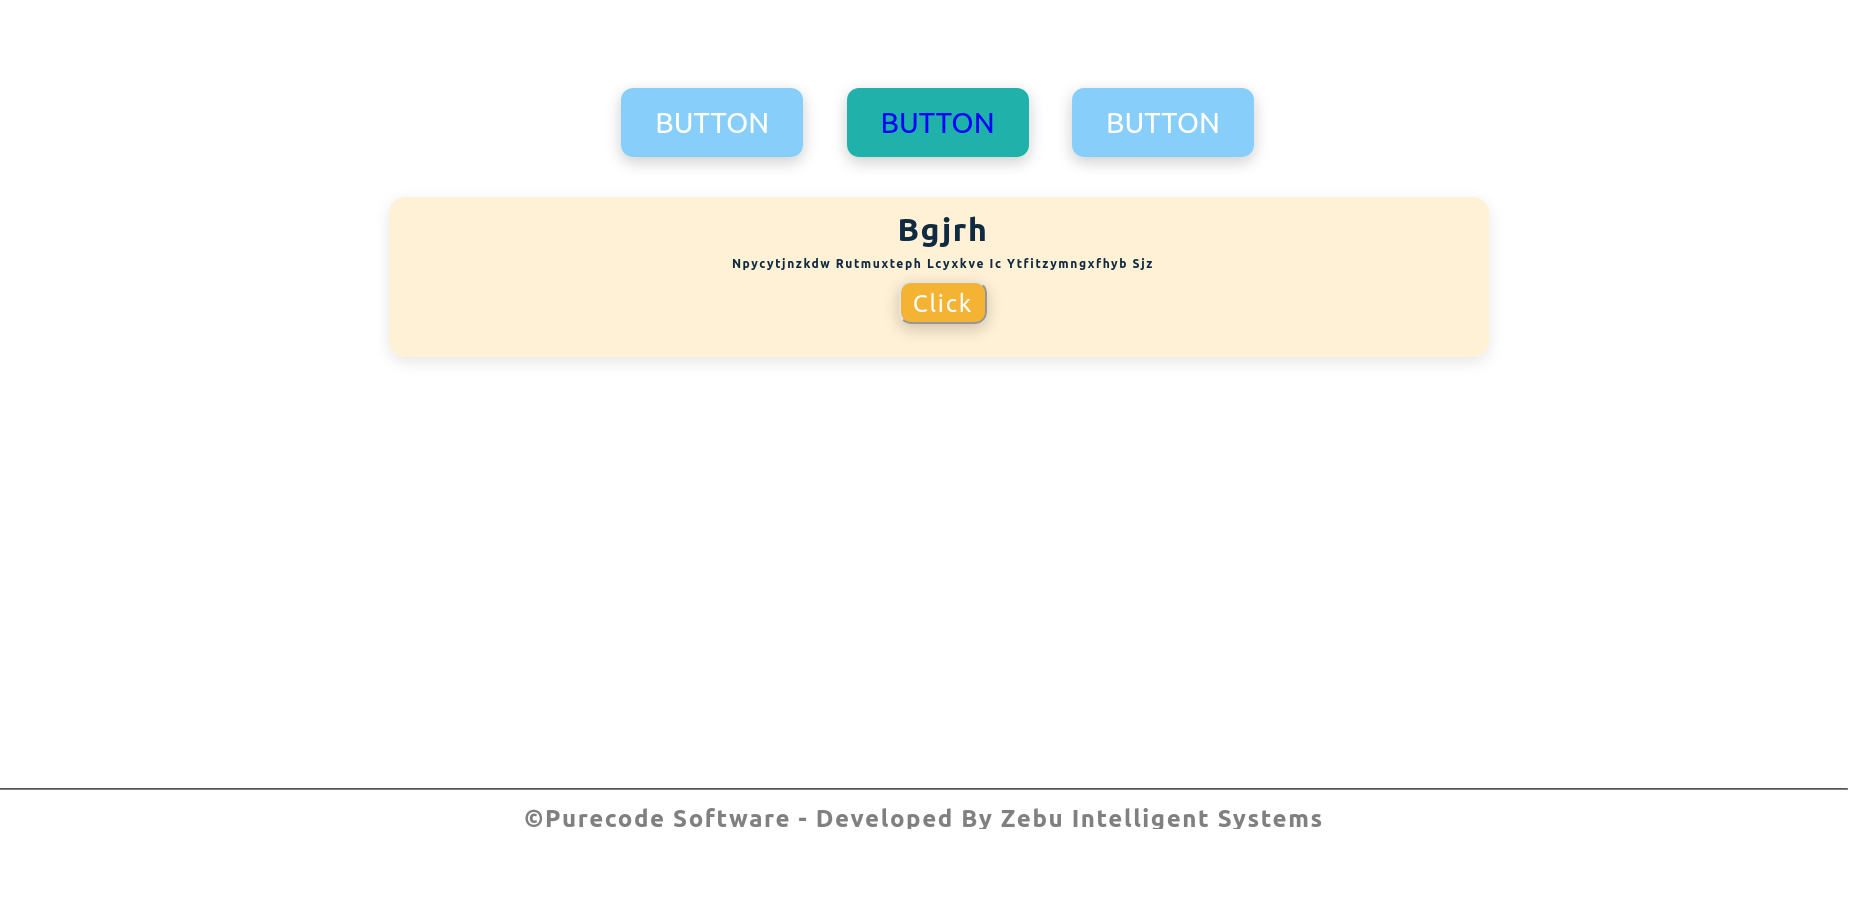 BUTTON BUTTON BUTTON
Bgjrh
Npycytjnzkdw Rutmuxteph Lcyxkve Ic Ytfitzymngxfhyb Sjz
Click
©Purecode Software - Developed By Zebu Intelligent Systems